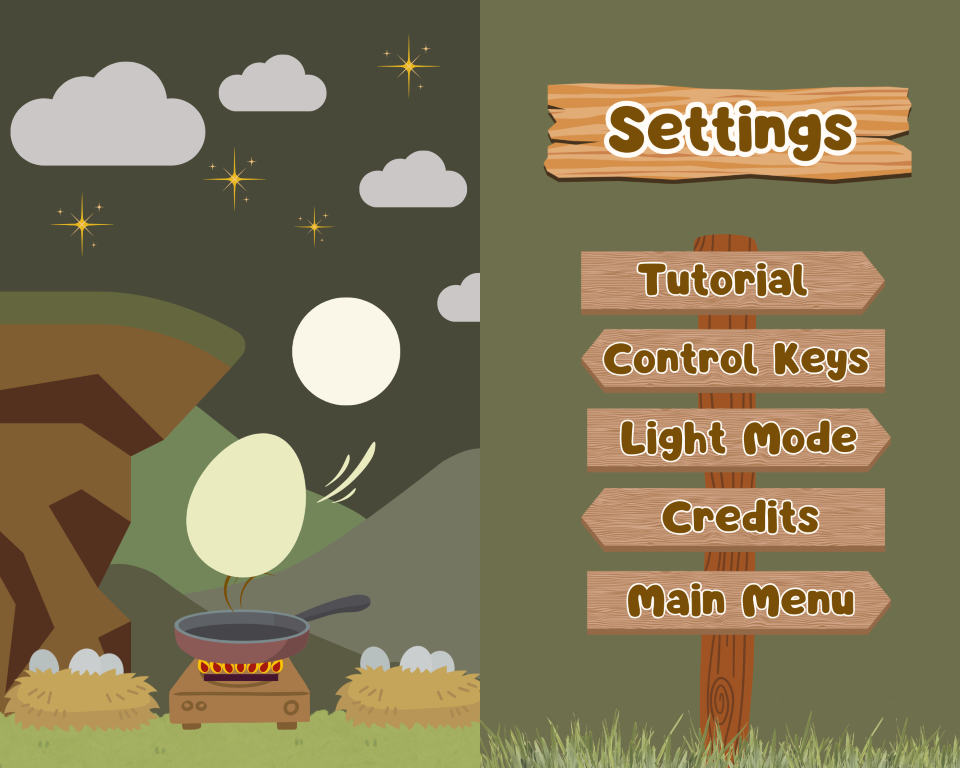 Settings
Tutorial
Control Keys
Light Mode
Credits
Main Menu